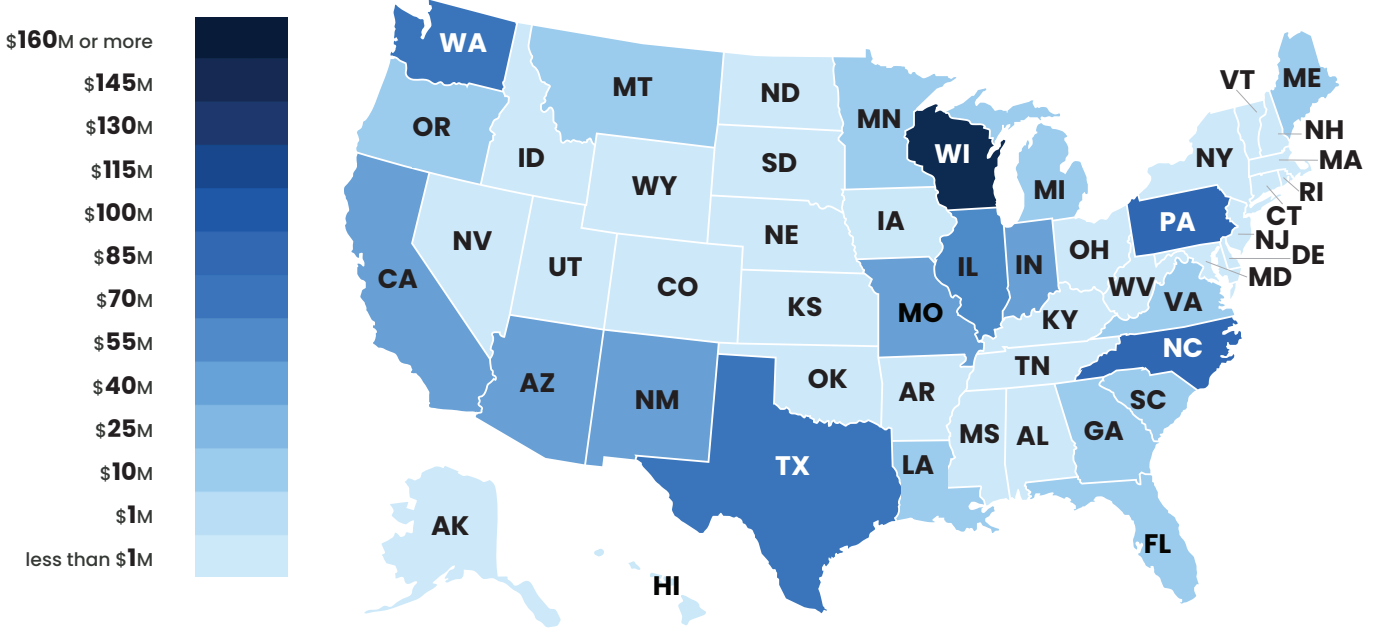 $160M or more
$145M
$130M
$115M
$100M
$85M
$70M
$55M
$40M
$25M
$10M
$1M
less than $1M
WA
MT
ND
MN
VT
ME
OR
ID
SD
WI
NY
NH
MA
WY
MI
RI
NV
NE
IA
PA
CT
NJ
UT
CO
IL
IN
OH
DE
MD
CA
KS
MO
WV
VA
KY
NC
AZ
NM
OK
AR
TN
SC
TX
LA
MS
AL
GA
AK
FL
HI